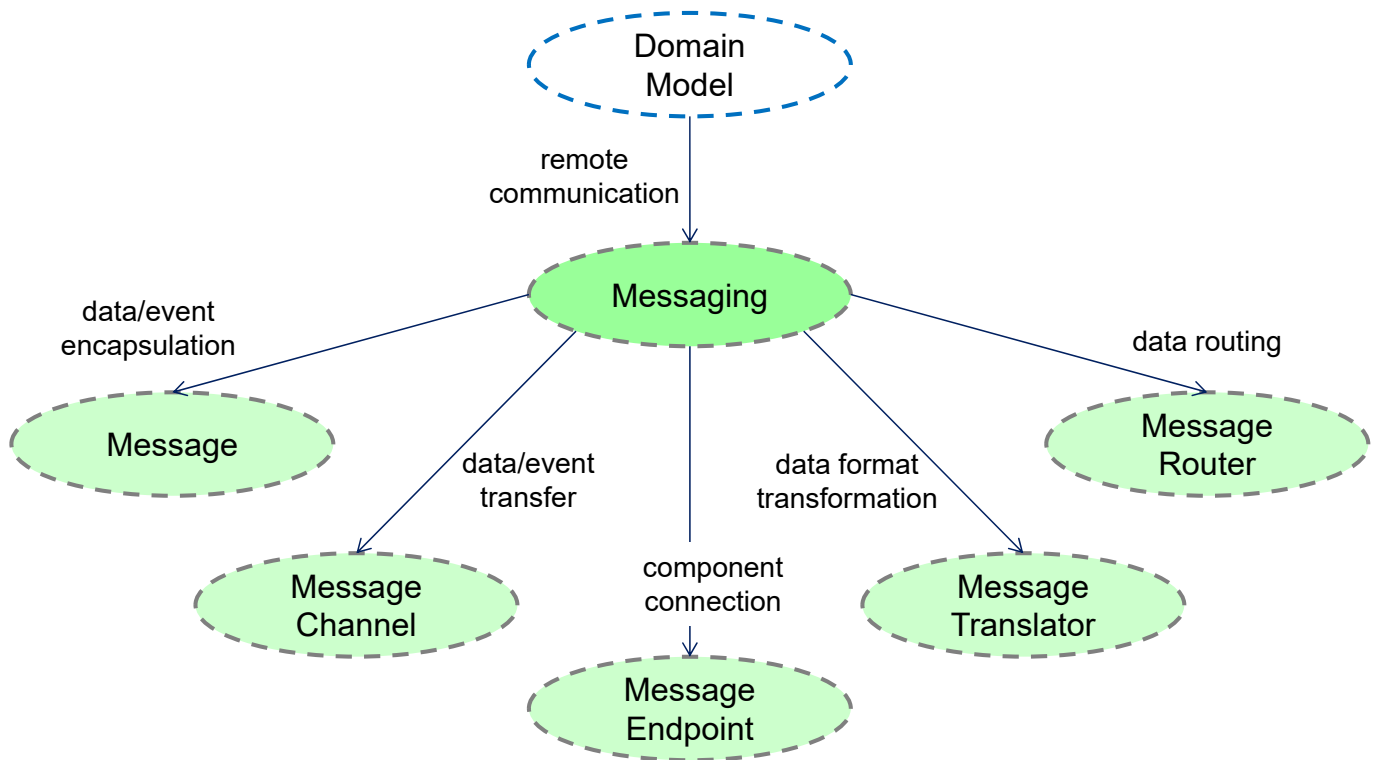 Domain
Model
remote
communication
Messaging
data/event
encapsulation
data routing
Message
Message
Router
data/event
transfer
data format
transformation
Message
Channel
component
connection
Message
Translator
Message
Endpoint